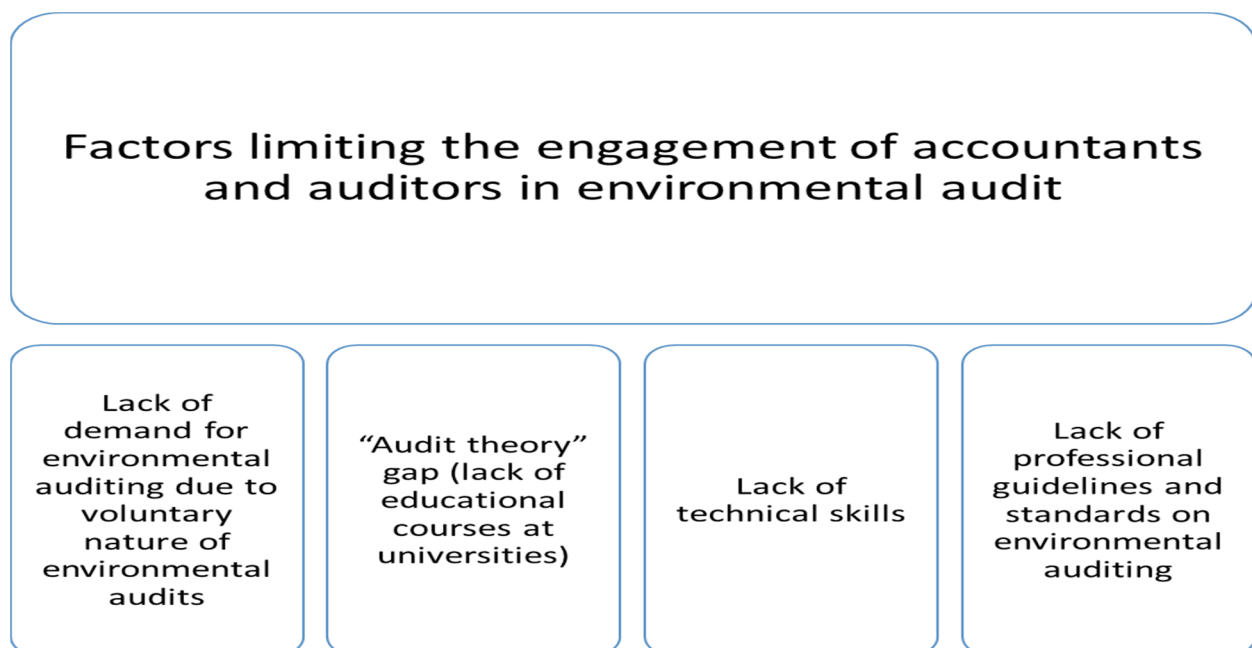 Factors limiting the engagement of accountants
and auditors in environmental audit
Lack of
demand for
environmental
auditing due to
voluntary
nature of
environmental
audits
“Audit theory”
gap (lack of
educational
courses at
universities)
Lack of
technical skills
Lack of
professional
guidelines and
standards on
environmental
auditing